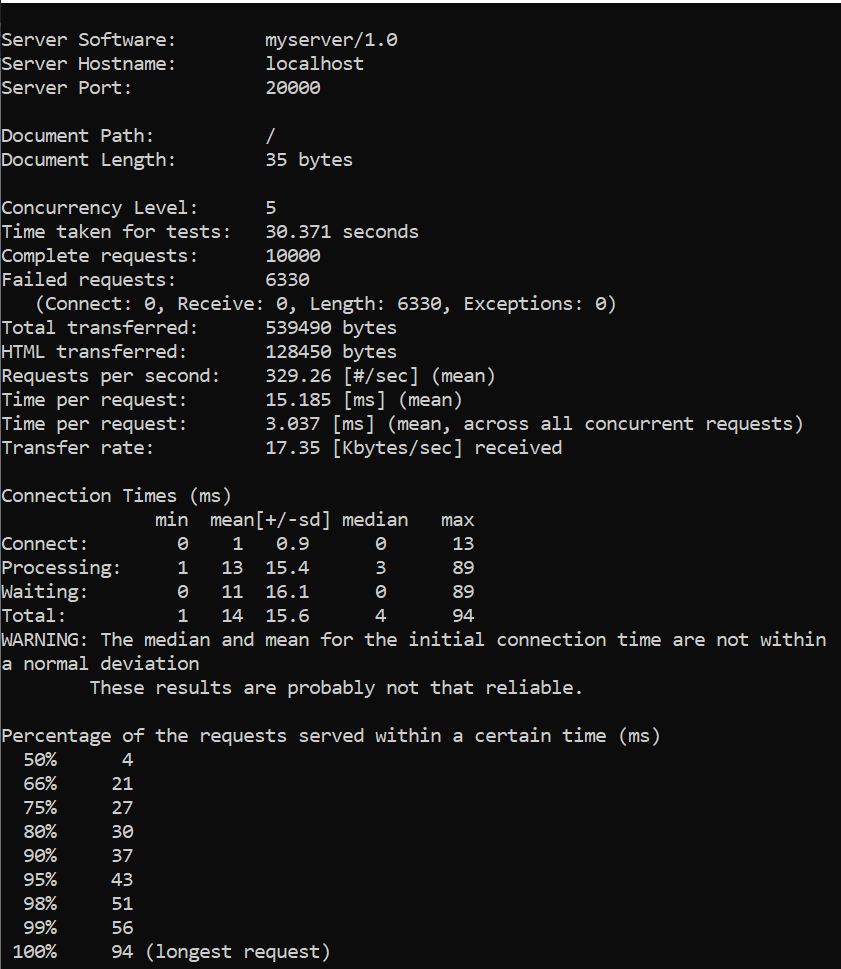 Server Software:        myserver/1.0
Server Hostname:        localhost
Server Port:            20000

Document Path:          /
Document Length:        35 bytes

Concurrency Level:      5
Time taken for tests:   30.371 seconds
Complete requests:      10000
Failed requests:        6330
   (Connect: 0, Receive: 0, Length: 6330, Exceptions: 0)
Total transferred:      539490 bytes
HTML transferred:       128450 bytes
Requests per second:    329.26 [#/sec] (mean)
Time per request:       15.185 [ms] (mean)
Time per request:       3.037 [ms] (mean, across all concurrent requests)
Transfer rate:          17.35 [Kbytes/sec] received

Connection Times (ms)
              min  mean[+/-sd] median   max
Connect:        0    1   0.9      0      13
Processing:     1   13  15.4      3      89
Waiting:        0   11  16.1      0      89
Total:          1   14  15.6      4      94
WARNING: The median and mean for the initial connection time are not within
a normal deviation
        These results are probably not that reliable.

Percentage of the requests served within a certain time (ms)
  50%      4
  66%     21
  75%     27
  80%     30
  90%     37
  95%     43
  98%     51
  99%     56
 100%     94 (longest request)